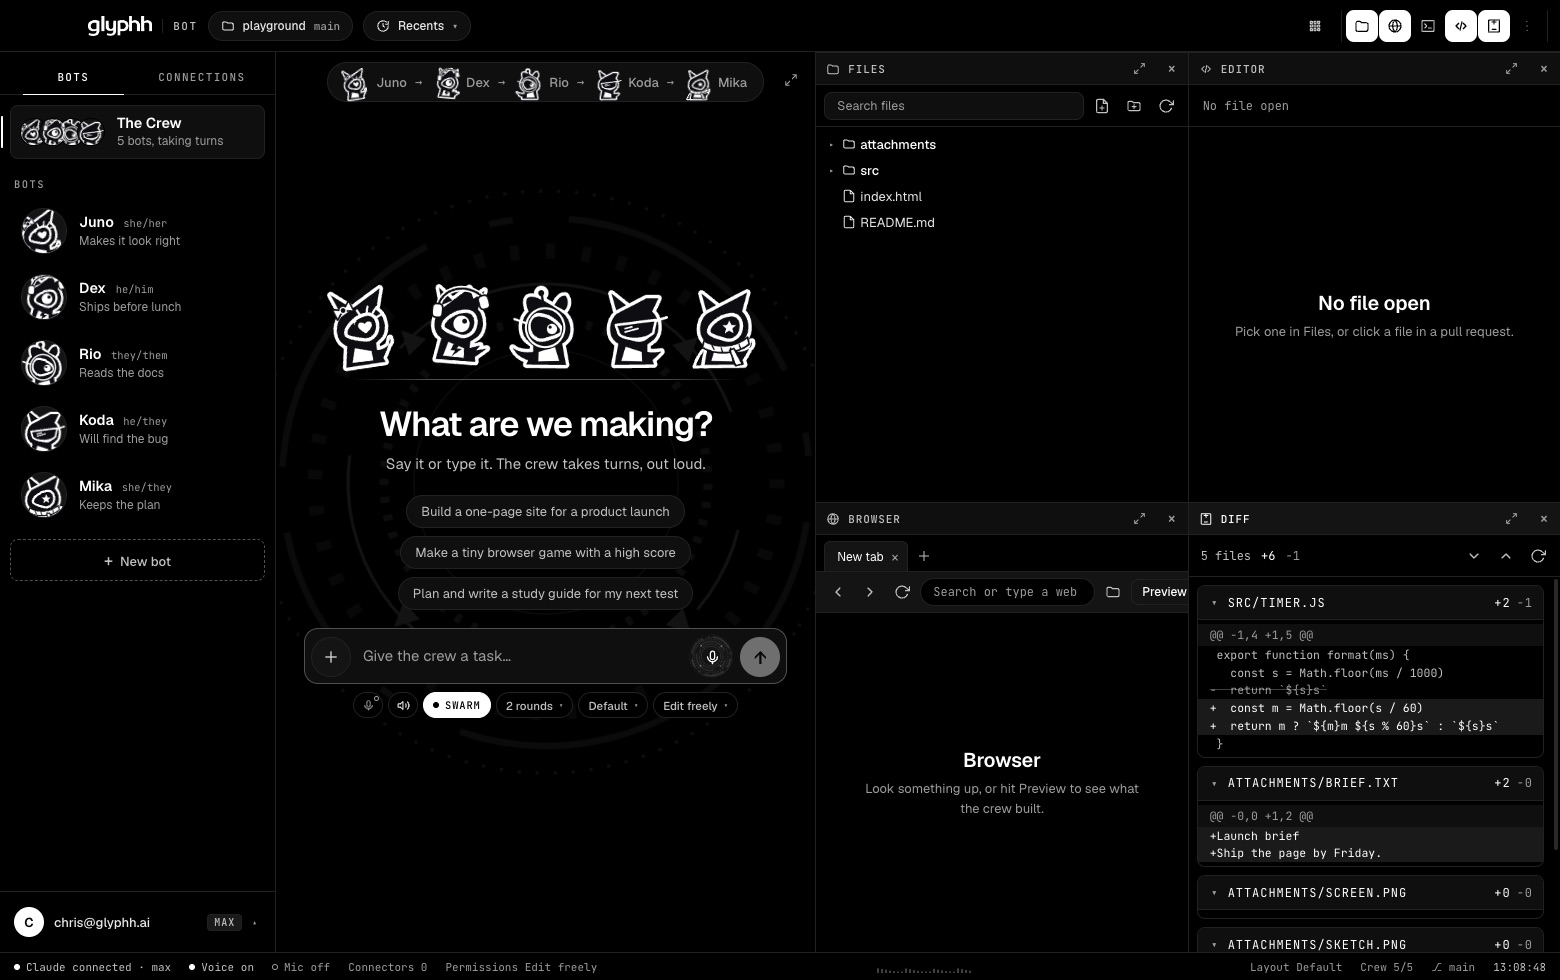 glyphh
BOT
playground main
Recents
BOTS
CONNECTIONS
The Crew
5 bots, taking turns
BOTS
Juno she/her
Makes it look right
Dex he/him
Ships before lunch
Rio they/them
Reads the docs
Koda he/they
Will find the bug
Mika she/they
Keeps the plan
+ New bot
C
chris@glyphh.ai
MAX
Juno → Dex → Rio → Koda → Mika
What are we making?
Say it or type it. The crew takes turns, out loud.
Build a one-page site for a product launch
Make a tiny browser game with a high score
Plan and write a study guide for my next test
Give the crew a task...
SWARM
2 rounds
Default
Edit freely
FILES
Search files
attachments
src
index.html
README.md
EDITOR
No file open
No file open
Pick one in Files, or click a file in a pull request.
BROWSER
New tab
Search or type a web
Preview
Browser
Look something up, or hit Preview to see what
the crew built.
DIFF
5 files +6 -1
SRC/TIMER.JS +2 -1
@@ -1,4 +1,5 @@
export function format(ms) {
const s = Math.floor(ms / 1000)
- return `${s}s`
+ const m = Math.floor(s / 60)
+ return m ? `${m}m ${s % 60}s` : `${s}s`
}
ATTACHMENTS/BRIEF.TXT +2 -0
@@ -0,0 +1,2 @@
+Launch brief
+Ship the page by Friday.
ATTACHMENTS/SCREEN.PNG +0 -0
ATTACHMENTS/SKETCH.PNG +0 -0
Claude connected · max
Voice on
Mic off
Connectors 0
Permissions Edit freely
Layout Default
Crew 5/5
main
13:08:48